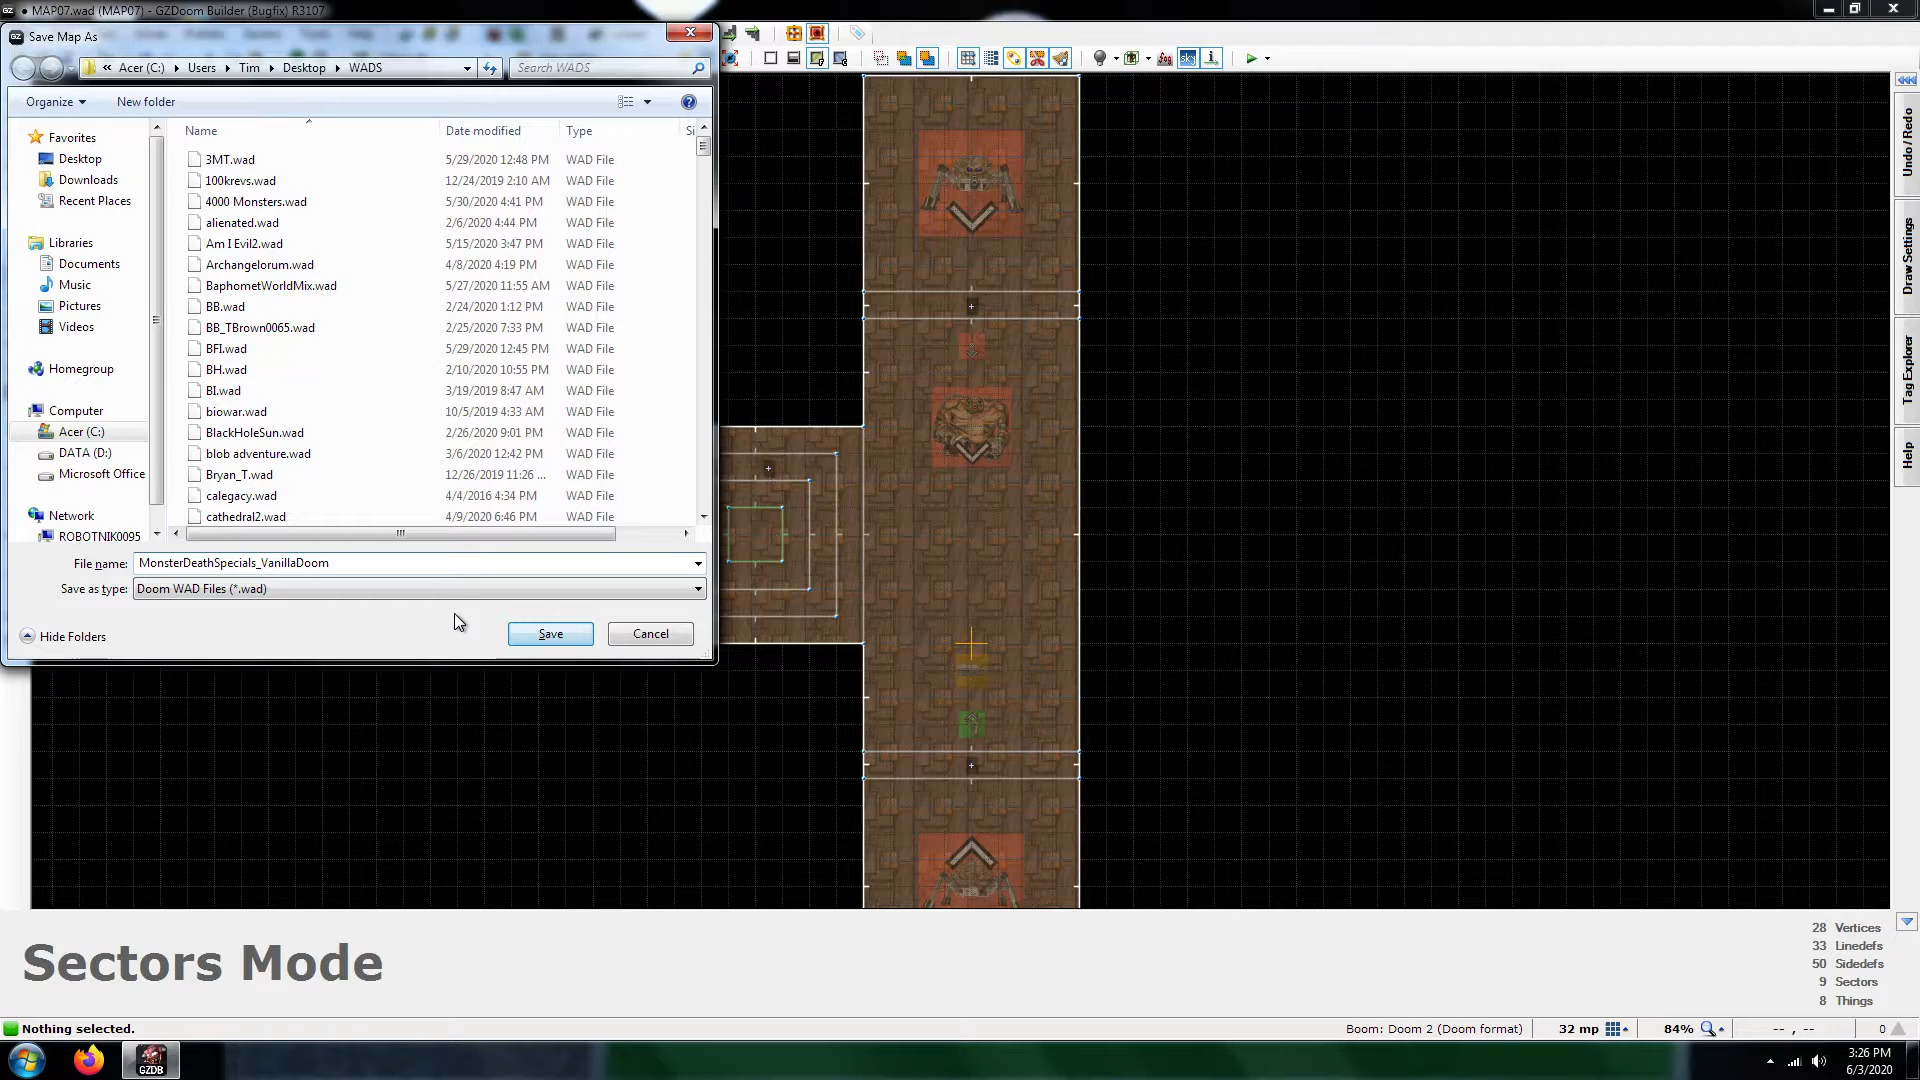 • MAP07.wad (MAP07) - GZDoom Builder (Bugfix) R3107
Save Map As
« Acer (C:) Users Tim Desktop WADS
Search WADS
Organize New folder
Name Date modified Type Si
Favorites
Desktop
Downloads
Recent Places
Libraries
Documents
Music
Pictures
Videos
Homegroup
Computer
Acer (C:)
DATA (D:)
Microsoft Office
Network
ROBOTNIK0095
3MT.wad 5/29/2020 12:48 PM WAD File
100krevs.wad 12/24/2019 2:10 AM WAD File
4000 Monsters.wad 5/30/2020 4:41 PM WAD File
alienated.wad 2/6/2020 4:44 PM WAD File
Am I Evil2.wad 5/15/2020 3:47 PM WAD File
Archangelorum.wad 4/8/2020 4:19 PM WAD File
BaphometWorldMix.wad 5/27/2020 11:55 AM WAD File
BB.wad 2/24/2020 1:12 PM WAD File
BB_TBrown0065.wad 2/25/2020 7:33 PM WAD File
BFI.wad 5/29/2020 12:45 PM WAD File
BH.wad 2/10/2020 10:55 PM WAD File
BI.wad 3/19/2019 8:47 AM WAD File
biowar.wad 10/5/2019 4:33 AM WAD File
BlackHoleSun.wad 2/26/2020 9:01 PM WAD File
blob adventure.wad 3/6/2020 12:42 PM WAD File
Bryan_T.wad 12/26/2019 11:26 ... WAD File
calegacy.wad 4/4/2016 4:34 PM WAD File
cathedral2.wad 4/9/2020 6:46 PM WAD File
File name: MonsterDeathSpecials_VanillaDoom
Save as type: Doom WAD Files (*.wad)
Hide Folders
Save
Cancel
Undo / Redo
Draw Settings
Tag Explorer
Help
Sectors Mode
28 Vertices
33 Linedefs
50 Sidedefs
9 Sectors
8 Things
Nothing selected.
Boom: Doom 2 (Doom format)
32 mp
84%
-- , --
0
GZDB
3:26 PM
6/3/2020